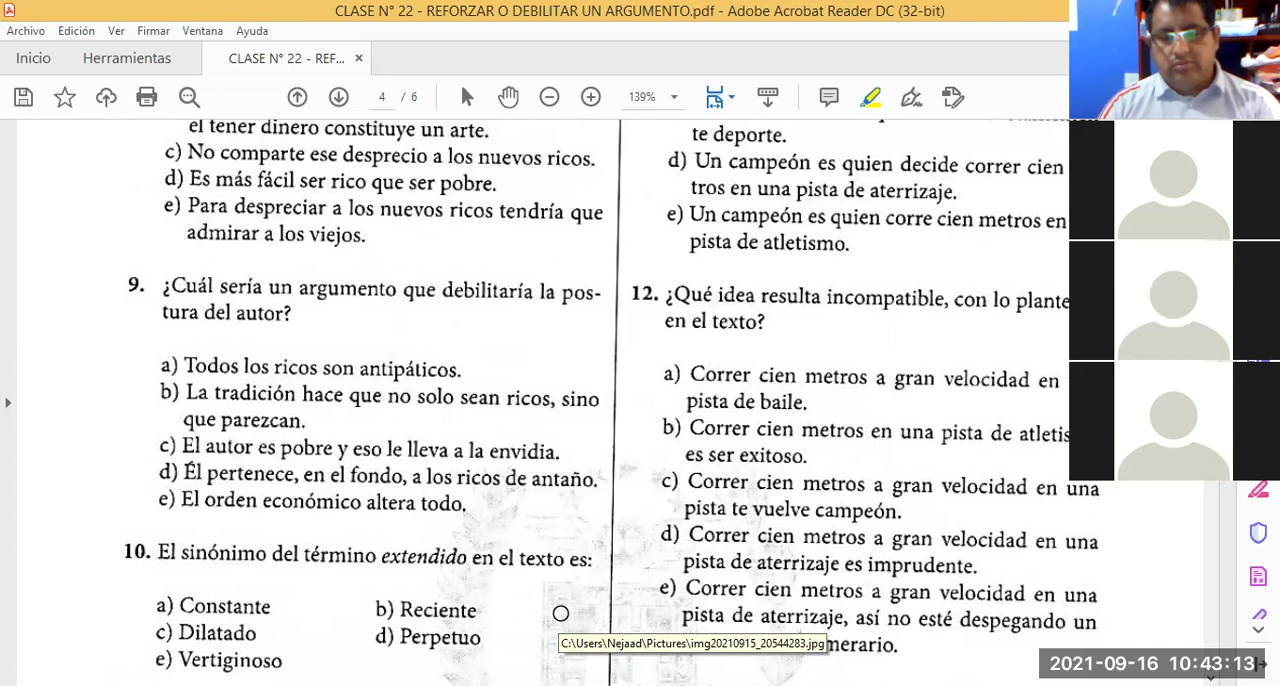 CLASE N° 22 - REFORZAR O DEBILITAR UN ARGUMENTO.pdf - Adobe Acrobat Reader DC (32-bit)
Archivo Edición Ver Firmar Ventana Ayuda
Inicio Herramientas CLASE N° 22 - REF... ×
4 / 6 139%
el tener dinero constituye un arte.
c) No comparte ese desprecio a los nuevos ricos.
d) Es más fácil ser rico que ser pobre.
e) Para despreciar a los nuevos ricos tendría que
admirar a los viejos.
9. ¿Cuál sería un argumento que debilitaría la pos-
tura del autor?
a) Todos los ricos son antipáticos.
b) La tradición hace que no solo sean ricos, sino
que parezcan.
c) El autor es pobre y eso le lleva a la envidia.
d) Él pertenece, en el fondo, a los ricos de antaño.
e) El orden económico altera todo.
10. El sinónimo del término extendido en el texto es:
a) Constante b) Reciente
c) Dilatado d) Perpetuo
e) Vertiginoso
te deporte.
d) Un campeón es quien decide correr cien
tros en una pista de aterrizaje.
e) Un campeón es quien corre cien metros en
pista de atletismo.
12. ¿Qué idea resulta incompatible, con lo plante
en el texto?
a) Correr cien metros a gran velocidad en
pista de baile.
b) Correr cien metros en una pista de atletis
es ser exitoso.
c) Correr cien metros a gran velocidad en una
pista te vuelve campeón.
d) Correr cien metros a gran velocidad en una
pista de aterrizaje es imprudente.
e) Correr cien metros a gran velocidad en una
pista de aterrizaje, así no esté despegando un
merario.
C:\Users\Nejaad\Pictures\img20210915_20544283.jpg
2021-09-16 10:43:13